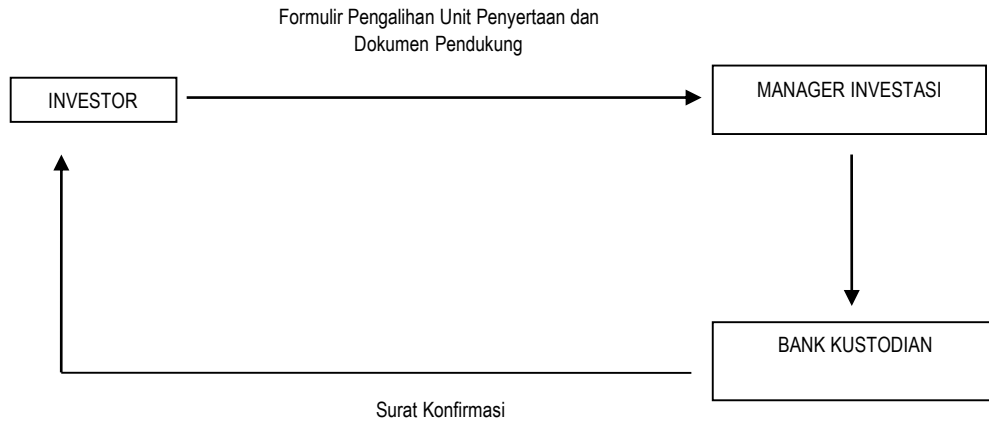 Formulir Pengalihan Unit Penyertaan dan
Dokumen Pendukung
INVESTOR
MANAGER INVESTASI
BANK KUSTODIAN
Surat Konfirmasi